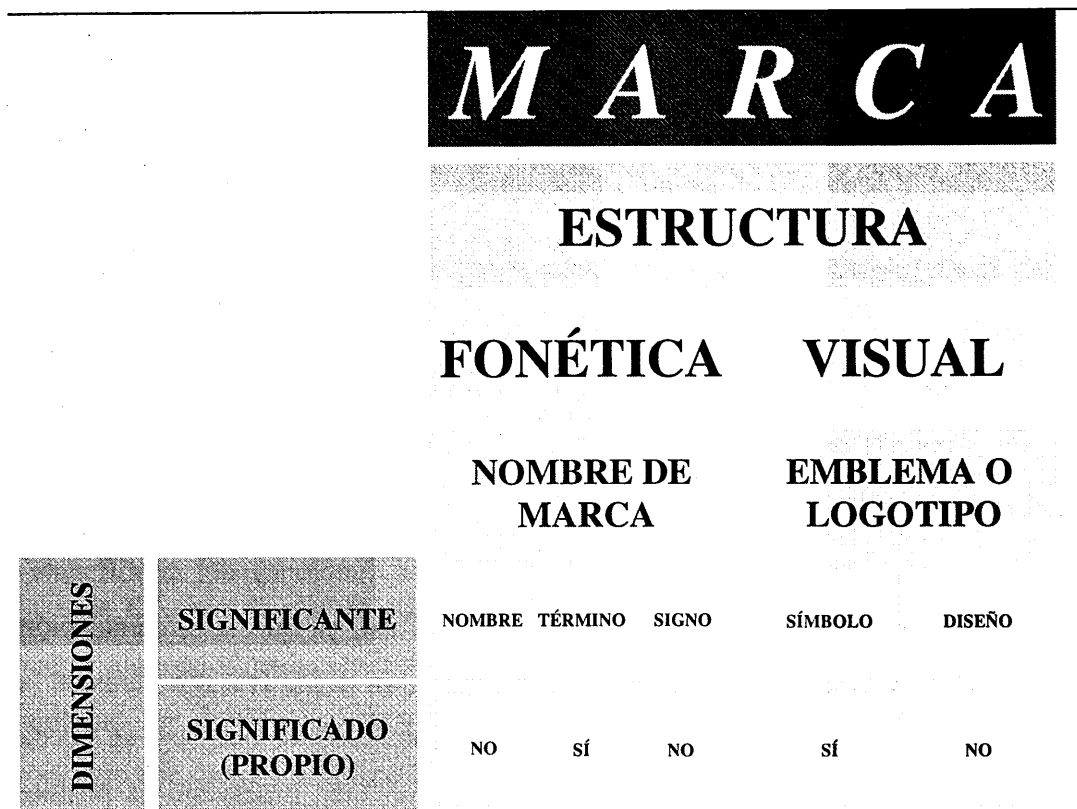 MARCA
ESTRUCTURA
FONÉTICA VISUAL
NOMBRE DE
MARCA
EMBLEMA O
LOGOTIPO
DIMENSIONES
SIGNIFICANTE
NOMBRE TÉRMINO SIGNO SÍMBOLO DISEÑO
SIGNIFICADO
(PROPIO)
NO SÍ NO SÍ NO